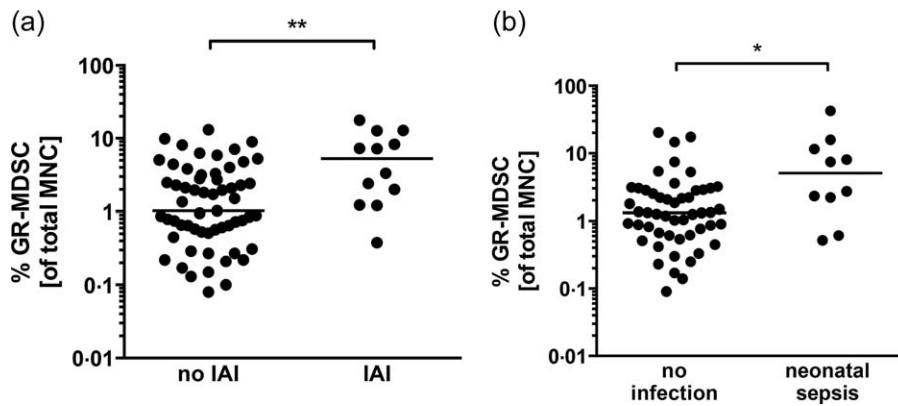 (a)
**
% GR-MDSC
[of total MNC]
100
10
1
0·1
0·01
no IAI
IAI
(b)
*
% GR-MDSC
[of total MNC]
100
10
1
0·1
0·01
no
infection
neonatal
sepsis